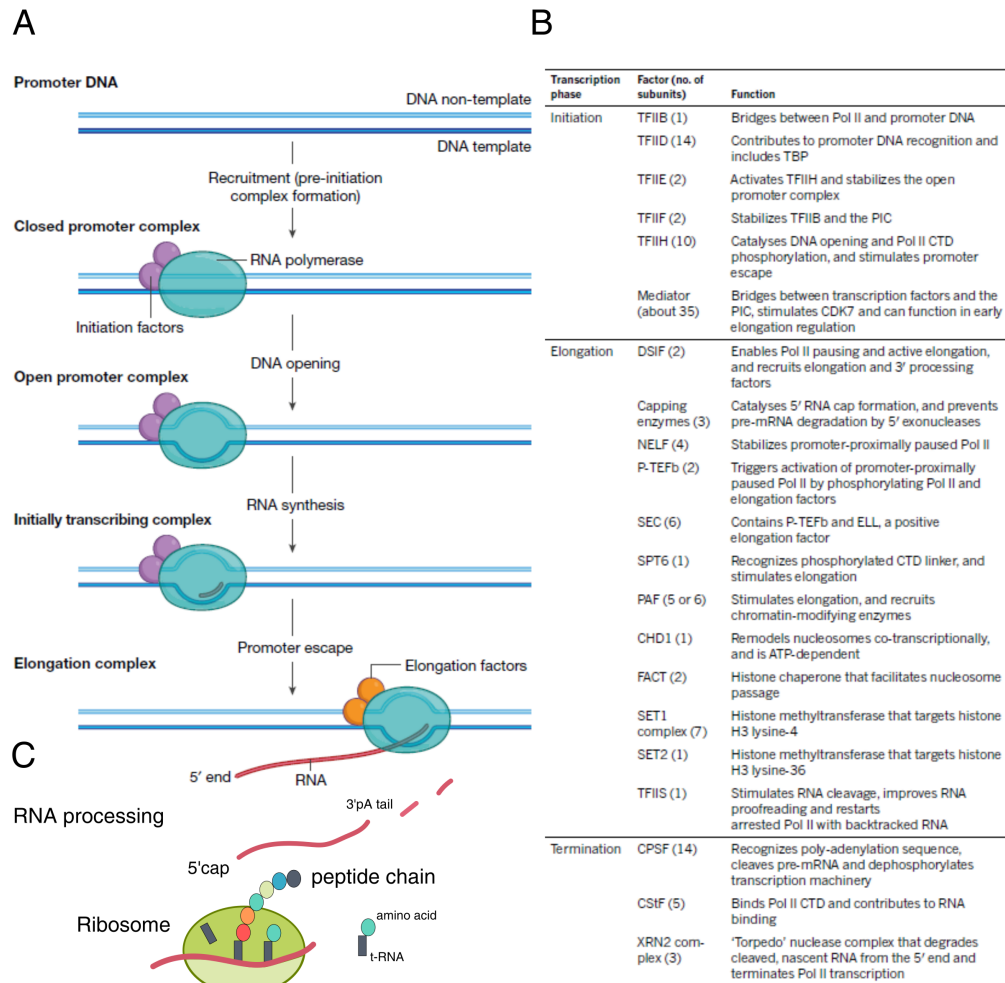 A
Promoter DNA
DNA non-template
DNA template
Recruitment (pre-initiation
complex formation)
Closed promoter complex
RNA polymerase
Initiation factors
DNA opening
Open promoter complex
RNA synthesis
Initially transcribing complex
Promoter escape
Elongation complex
Elongation factors
5′ end
RNA
C
RNA processing
3'pA tail
5'cap
peptide chain
Ribosome
amino acid
t-RNA
B
Transcription phase Factor (no. of subunits) Function
Initiation TFIIB (1) Bridges between Pol II and promoter DNA
TFIID (14) Contributes to promoter DNA recognition and
includes TBP
TFIIE (2) Activates TFIIH and stabilizes the open
promoter complex
TFIIF (2) Stabilizes TFIIB and the PIC
TFIIH (10) Catalyses DNA opening and Pol II CTD
phosphorylation, and stimulates promoter
escape
Mediator Bridges between transcription factors and the
(about 35) PIC, stimulates CDK7 and can function in early
elongation regulation
Elongation DSIF (2) Enables Pol II pausing and active elongation,
and recruits elongation and 3′ processing
factors
Capping Catalyses 5′ RNA cap formation, and prevents
enzymes (3) pre-mRNA degradation by 5′ exonucleases
NELF (4) Stabilizes promoter-proximally paused Pol II
P-TEFb (2) Triggers activation of promoter-proximally
paused Pol II by phosphorylating Pol II and
elongation factors
SEC (6) Contains P-TEFb and ELL, a positive
elongation factor
SPT6 (1) Recognizes phosphorylated CTD linker, and
stimulates elongation
PAF (5 or 6) Stimulates elongation, and recruits
chromatin-modifying enzymes
CHD1 (1) Remodels nucleosomes co-transcriptionally,
and is ATP-dependent
FACT (2) Histone chaperone that facilitates nucleosome
passage
SET1 Histone methyltransferase that targets histone
complex (7) H3 lysine-4
SET2 (1) Histone methyltransferase that targets histone
H3 lysine-36
TFIIS (1) Stimulates RNA cleavage, improves RNA
proofreading and restarts
arrested Pol II with backtracked RNA
Termination CPSF (14) Recognizes poly-adenylation sequence,
cleaves pre-mRNA and dephosphorylates
transcription machinery
CStF (5) Binds Pol II CTD and contributes to RNA
binding
XRN2 com- 'Torpedo' nuclease complex that degrades
plex (3) cleaved, nascent RNA from the 5′ end and
terminates Pol II transcription